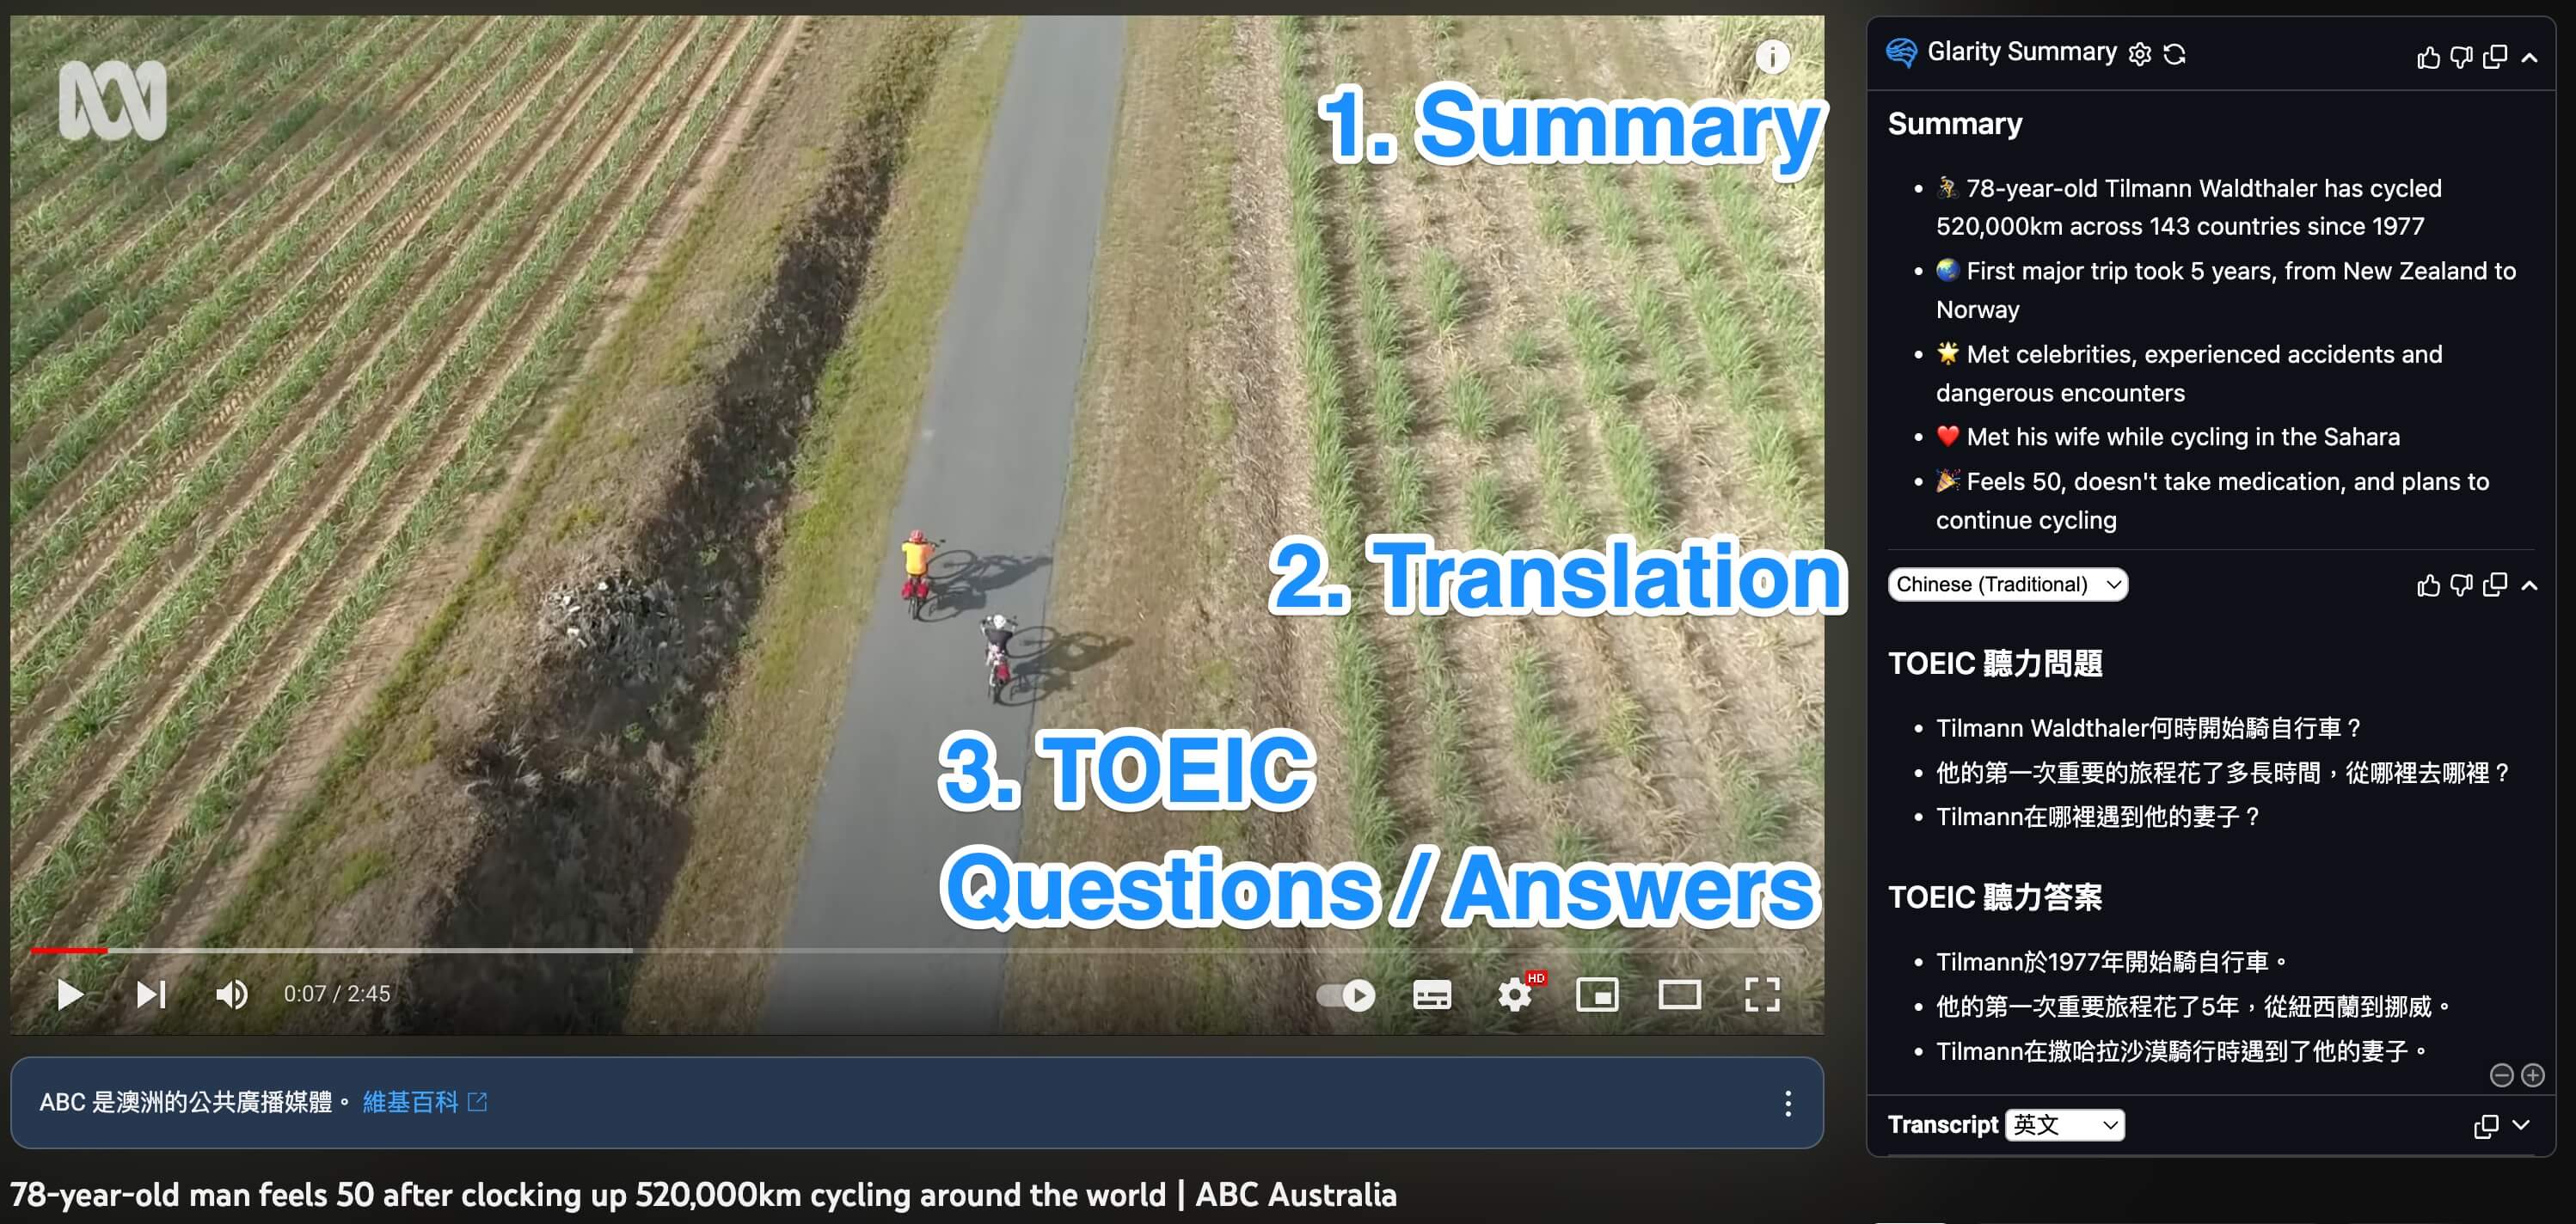 1. Summary
2. Translation
3. TOEIC
Questions / Answers
HD
0:07 / 2:45
ABC 是澳洲的公共廣播媒體。 維基百科
78-year-old man feels 50 after clocking up 520,000km cycling around the world | ABC Australia
Glarity Summary
Summary
78-year-old Tilmann Waldthaler has cycled
520,000km across 143 countries since 1977
First major trip took 5 years, from New Zealand to
Norway
Met celebrities, experienced accidents and
dangerous encounters
Met his wife while cycling in the Sahara
Feels 50, doesn't take medication, and plans to
continue cycling
Chinese (Traditional)
TOEIC 聽力問題
Tilmann Waldthaler何時開始騎自行車？
他的第一次重要的旅程花了多長時間，從哪裡去哪裡？
Tilmann在哪裡遇到他的妻子？
TOEIC 聽力答案
Tilmann於1977年開始騎自行車。
他的第一次重要旅程花了5年，從紐西蘭到挪威。
Tilmann在撒哈拉沙漠騎行時遇到了他的妻子。
Transcript 英文